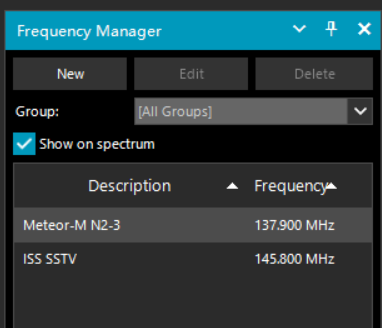 Frequency Manager
New Edit Delete
Group: [All Groups]
Show on spectrum
Description Frequency
Meteor-M N2-3 137.900 MHz
ISS SSTV 145.800 MHz